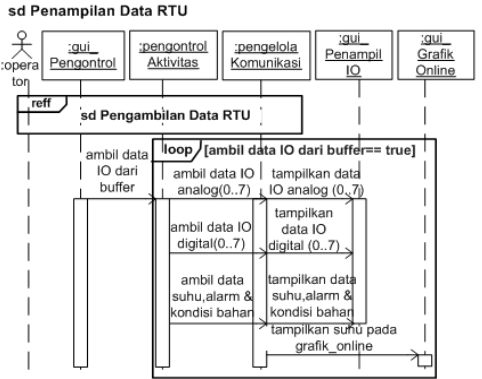 sd Penampilan Data RTU
:opera
tor
:gui_
Pengontrol
:pengontrol
Aktivitas
:pengelola
Komunikasi
:gui_
Penampil
IO
:gui_
Grafik
Online
reff
sd Pengambilan Data RTU
loop
[ambil data IO dari buffer== true]
ambil data
IO dari
buffer
ambil data IO
analog(0..7)
tampilkan data
IO analog (0..7)
ambil data IO
digital(0..7)
tampilkan
data IO
digital (0..7)
ambil data
suhu,alarm &
kondisi bahan
tampilkan data
suhu,alarm &
kondisi bahan
tampilkan suhu pada
grafik_online